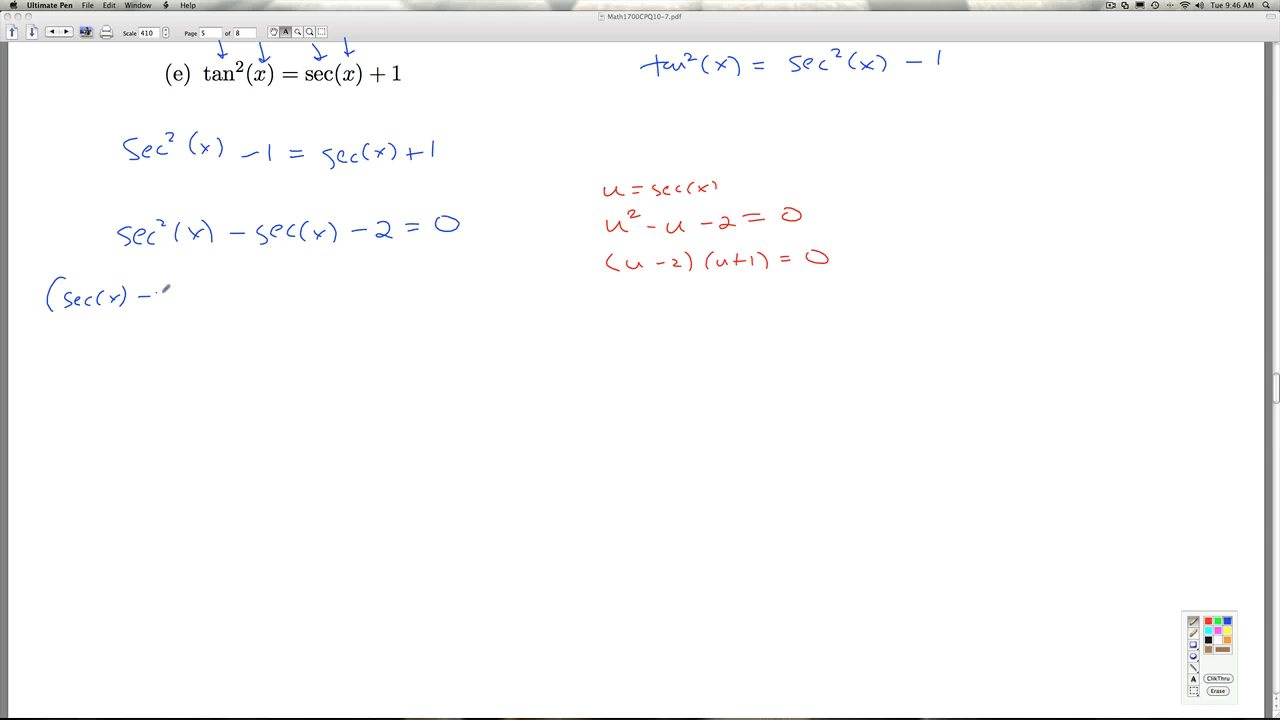 Ultimate Pen File Edit Window Help Tue 9:46 AM
Math1700CPQ10-7.pdf
Scale 410 Page 5 of 8
(e) tan²(x) = sec(x) + 1
tan²(x) = sec²(x) − 1
sec²(x) − 1 = sec(x) + 1
u = sec(x)
sec²(x) − sec(x) − 2 = 0
u² − u − 2 = 0
(u − 2)(u + 1) = 0
(sec(x) −
A
ClikThru
Erase